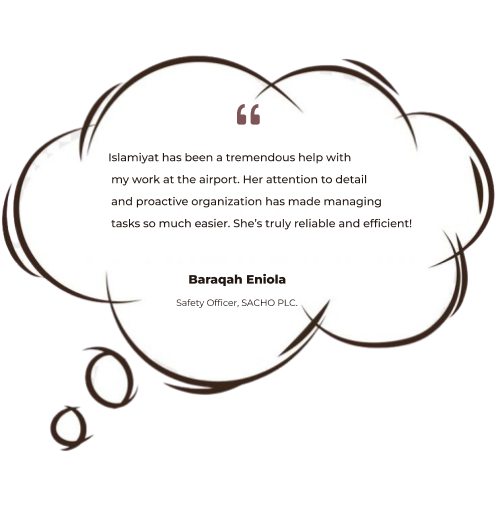 “
Islamiyat has been a tremendous help with
my work at the airport. Her attention to detail
and proactive organization has made managing
tasks so much easier. She’s truly reliable and efficient!
Baraqah Eniola
Safety Officer, SACHO PLC.